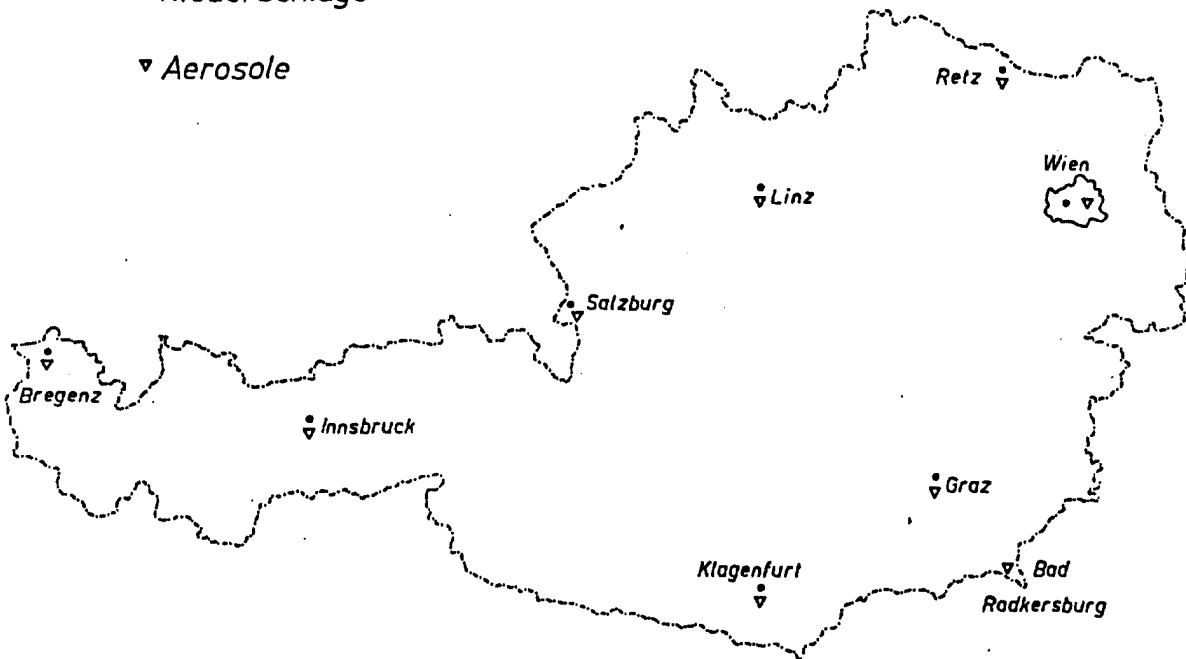 ▿ Aerosole
Retz
Wien
Linz
Salzburg
Bregenz
Innsbruck
Graz
Klagenfurt
Bad
Radkersburg